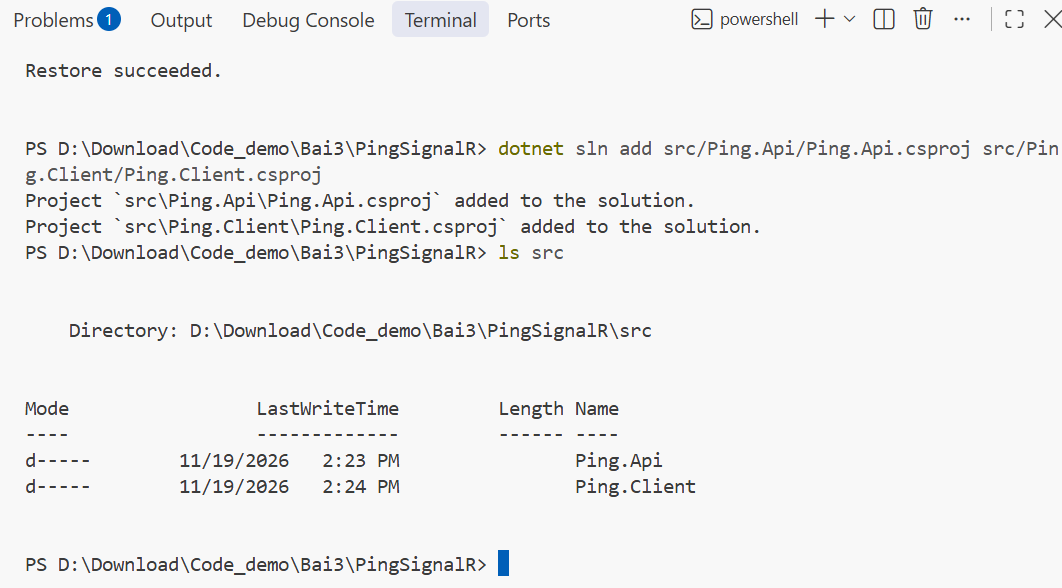 Problems 1 Output Debug Console Terminal Ports powershell
Restore succeeded.
PS D:\Download\Code_demo\Bai3\PingSignalR> dotnet sln add src/Ping.Api/Ping.Api.csproj src/Pin
g.Client/Ping.Client.csproj
Project `src\Ping.Api\Ping.Api.csproj` added to the solution.
Project `src\Ping.Client\Ping.Client.csproj` added to the solution.
PS D:\Download\Code_demo\Bai3\PingSignalR> ls src
Directory: D:\Download\Code_demo\Bai3\PingSignalR\src
Mode LastWriteTime Length Name
---- ------------- ------ ----
d----- 11/19/2026 2:23 PM Ping.Api
d----- 11/19/2026 2:24 PM Ping.Client
PS D:\Download\Code_demo\Bai3\PingSignalR>